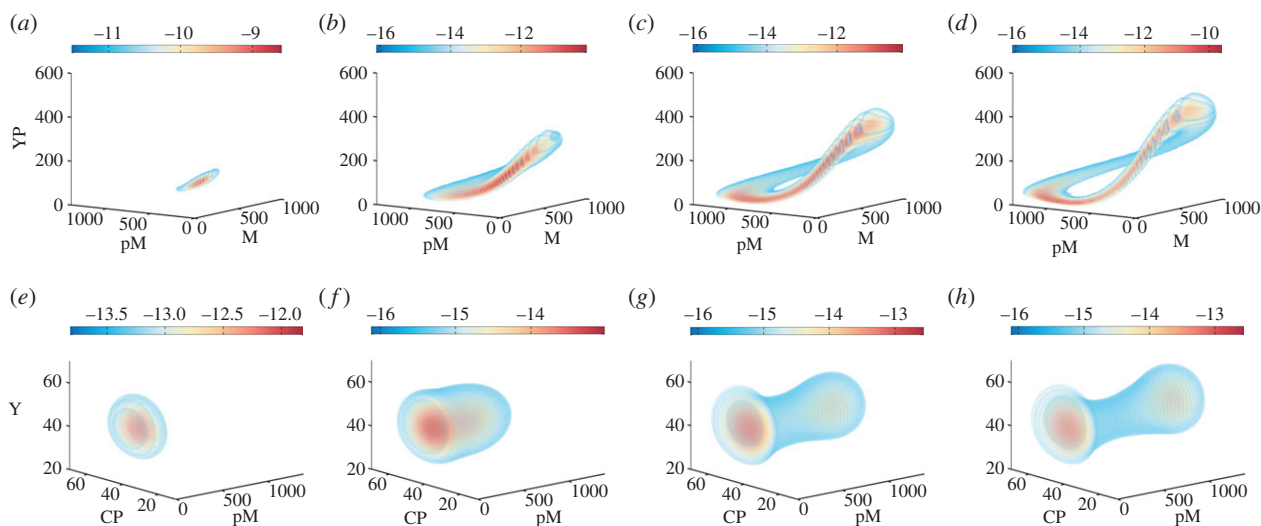 (a) (b) (c) (d)
−11 −10 −9 −16 −14 −12 −16 −14 −12 −16 −14 −12 −10
600 600 600 600
400 400 400 400
YP
200 200 200 200
0 0 0 0
1000 500 0 0 500 1000 1000 500 0 0 500 1000 1000 500 0 0 500 1000 1000 500 0 0 500 1000
pM M pM M pM M pM M
(e) (f) (g) (h)
−13.5 −13.0 −12.5 −12.0 −16 −15 −14 −16 −15 −14 −13 −16 −15 −14 −13
60 60 60 60
Y 40 40 40 40
20 20 20 20
60 40 20 0 500 1000 60 40 20 0 500 1000 60 40 20 0 500 1000 60 40 20 0 500 1000
CP pM CP pM CP pM CP pM